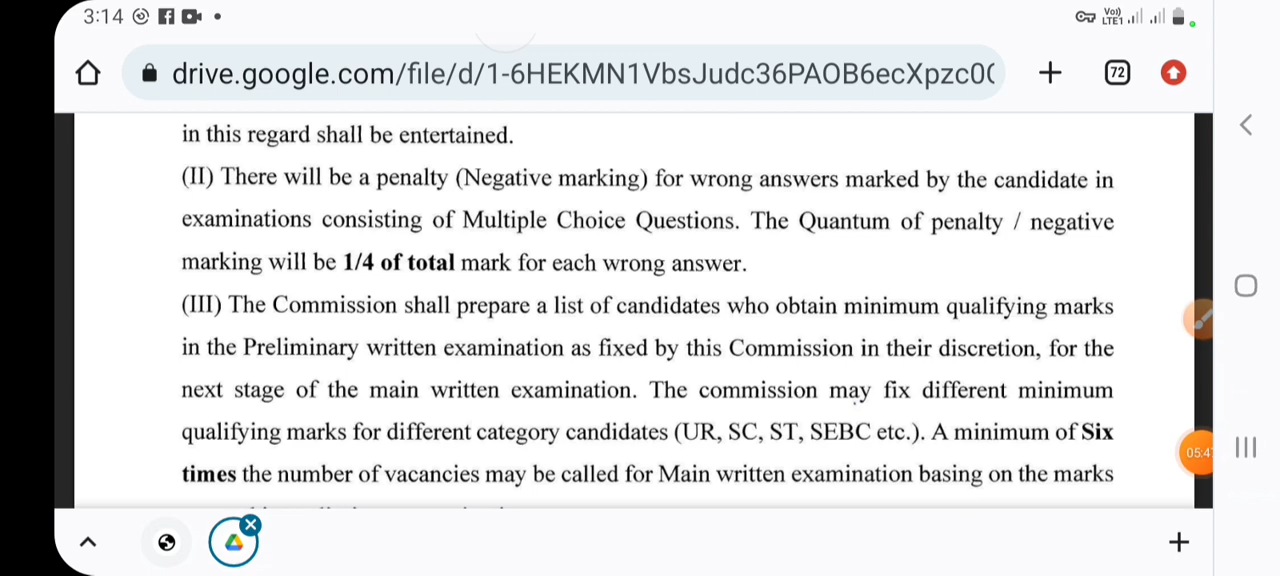 3:14
Vo)) LTE1
drive.google.com/file/d/1-6HEKMN1VbsJudc36PAOB6ecXpzc0(
72
in this regard shall be entertained.
(II) There will be a penalty (Negative marking) for wrong answers marked by the candidate in
examinations consisting of Multiple Choice Questions. The Quantum of penalty / negative
marking will be 1/4 of total mark for each wrong answer.
(III) The Commission shall prepare a list of candidates who obtain minimum qualifying marks
in the Preliminary written examination as fixed by this Commission in their discretion, for the
next stage of the main written examination. The commission may fix different minimum
qualifying marks for different category candidates (UR, SC, ST, SEBC etc.). A minimum of Six
times the number of vacancies may be called for Main written examination basing on the marks